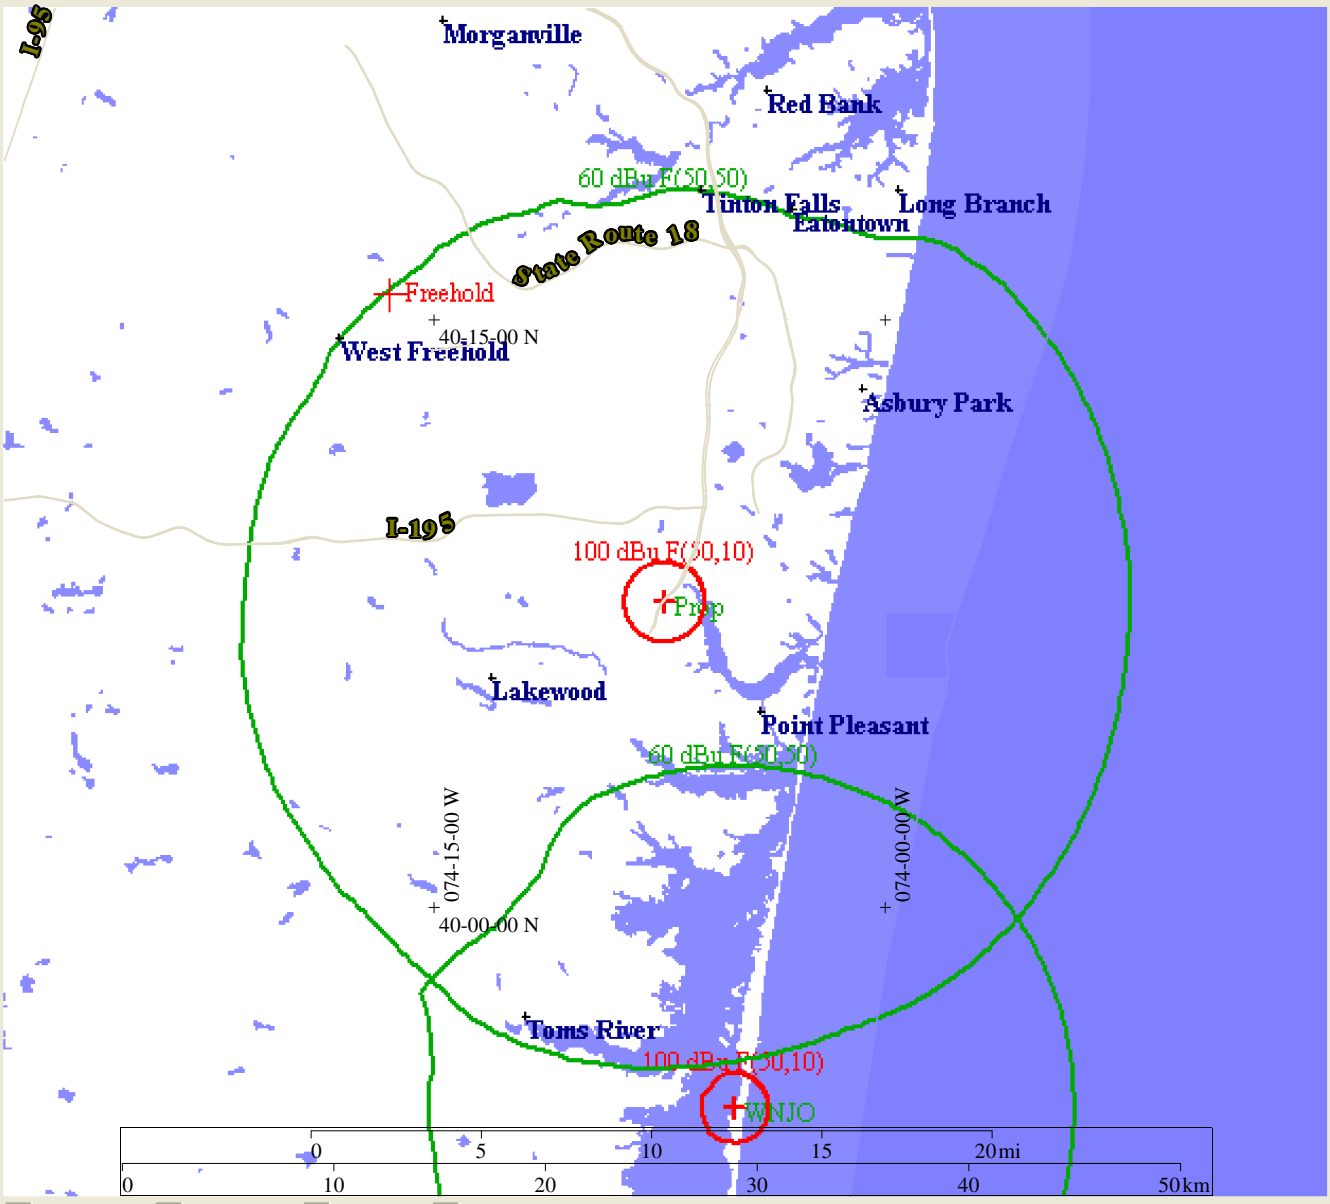 I-95
Morganville
Red Bank
60 dBu F(50,50)
Tinton Falls
Long Branch
Eatontown
State Route 18
Freehold
40-15-00 N
West Freehold
Asbury Park
I-195
100 dBu F(50,10)
Prop
Lakewood
Point Pleasant
60 dBu F(50,50)
074-15-00 W
074-00-00 W
40-00-00 N
Toms River
100 dBu F(50,10)
WNJO
0 5 10 15 20mi
0 10 20 30 40 50km